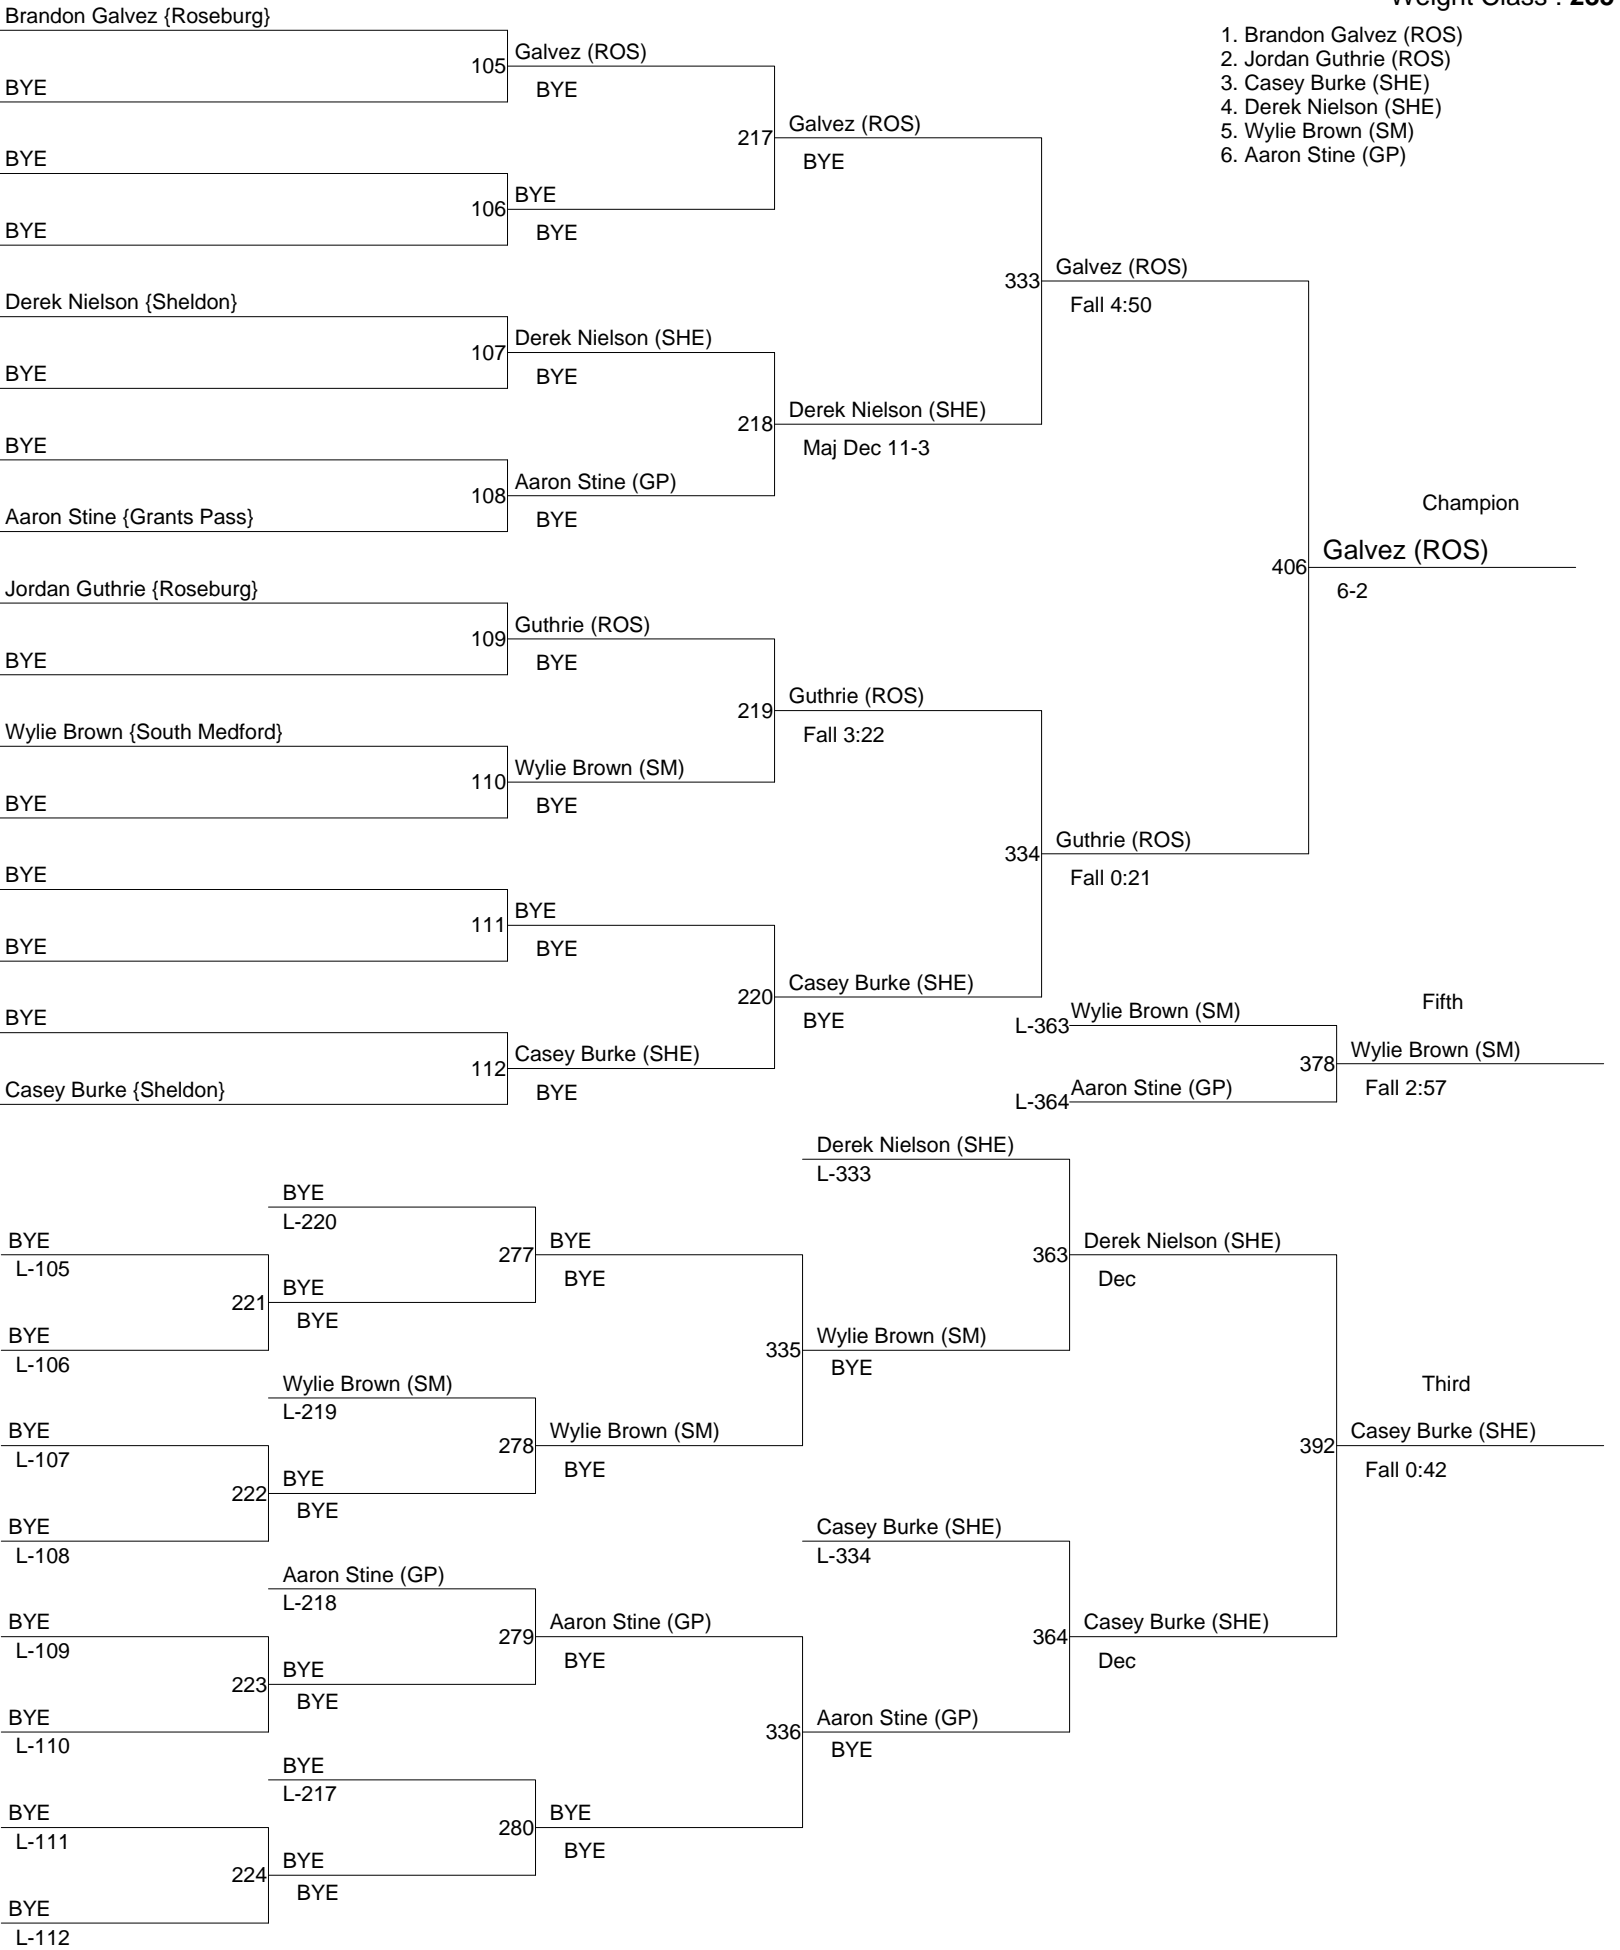 Weight Class :
1. Brandon Galvez (ROS)
2. Jordan Guthrie (ROS)
3. Casey Burke (SHE)
4. Derek Nielson (SHE)
5. Wylie Brown (SM)
6. Aaron Stine (GP)
Brandon Galvez {Roseburg}
BYE
105
BYE
BYE
106
Derek Nielson {Sheldon}
BYE
107
BYE
Aaron Stine {Grants Pass}
108
Jordan Guthrie {Roseburg}
BYE
109
Wylie Brown {South Medford}
BYE
110
BYE
BYE
111
BYE
Casey Burke {Sheldon}
112
Galvez (ROS)
BYE
217
BYE
BYE
Derek Nielson (SHE)
BYE
218
Aaron Stine (GP)
BYE
Guthrie (ROS)
BYE
219
Wylie Brown (SM)
BYE
BYE
BYE
220
Casey Burke (SHE)
BYE
Galvez (ROS)
BYE
333
Derek Nielson (SHE)
Maj Dec 11-3
Guthrie (ROS)
Fall 3:22
334
Casey Burke (SHE)
BYE
Galvez (ROS)
Fall 4:50
406
Guthrie (ROS)
Fall 0:21
Champion
Galvez (ROS)
6-2
Fifth
L-363
Wylie Brown (SM)
378
L-364
Aaron Stine (GP)
Wylie Brown (SM)
Fall 2:57
BYE
L-105
221
BYE
L-106
BYE
L-107
222
BYE
L-108
BYE
L-109
223
BYE
L-110
BYE
L-111
224
BYE
L-112
BYE
L-220
277
BYE
BYE
Wylie Brown (SM)
L-219
278
BYE
BYE
Aaron Stine (GP)
L-218
279
BYE
BYE
BYE
L-217
280
BYE
BYE
BYE
BYE
335
Wylie Brown (SM)
BYE
Aaron Stine (GP)
BYE
336
BYE
BYE
Derek Nielson (SHE)
L-333
363
Wylie Brown (SM)
BYE
Casey Burke (SHE)
L-334
364
Aaron Stine (GP)
BYE
Derek Nielson (SHE)
Dec
392
Casey Burke (SHE)
Dec
Third
Casey Burke (SHE)
Fall 0:42